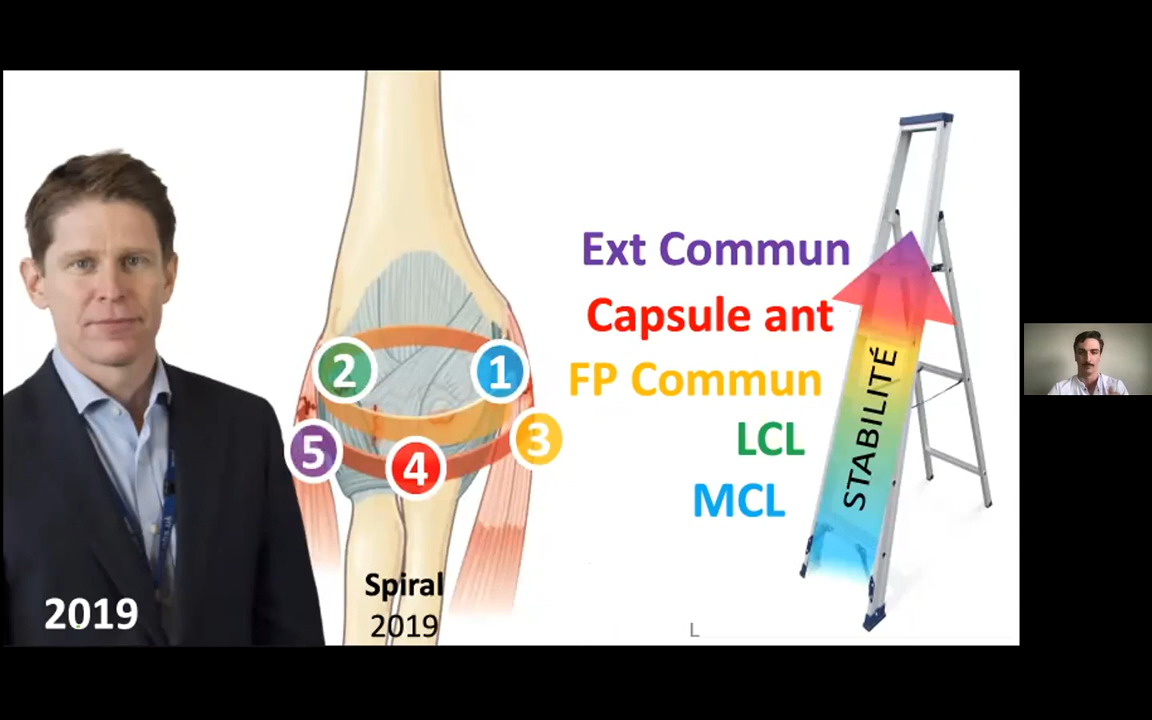 Ext Commun
Capsule ant
FP Commun
LCL
MCL
STABILITÉ
2
1
3
5
4
Spiral
2019
2019
L